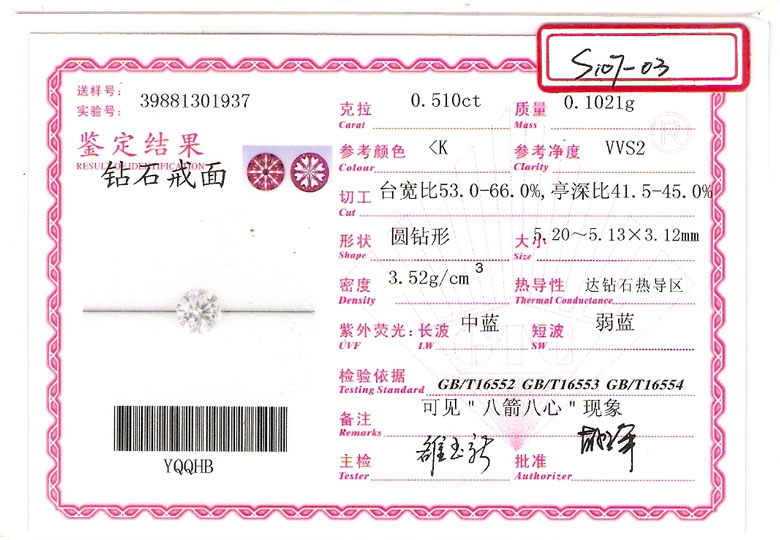 S107-03
送样号:
实验号: 39881301937
鉴定结果
RESULT OF IDENTIFICATION
钻石戒面
克拉 0.510ct 质量 0.1021g
Carat Mass
参考颜色 <K 参考净度 VVS2
Colour Clarity
切工 台宽比53.0-66.0%,亭深比41.5-45.0%
Cut
形状 圆钻形 大小 5.20~5.13×3.12mm
Shape Size
密度 3.52g/cm³ 热导性 达钻石热导区
Density Thermal Conductance
紫外荧光: 长波 中蓝 短波 弱蓝
UVF LW SW
检验依据 GB/T16552 GB/T16553 GB/T16554
Testing Standard
备注 可见"八箭八心"现象
Remarks
主检 批准
Tester Authorizer
YQQHB